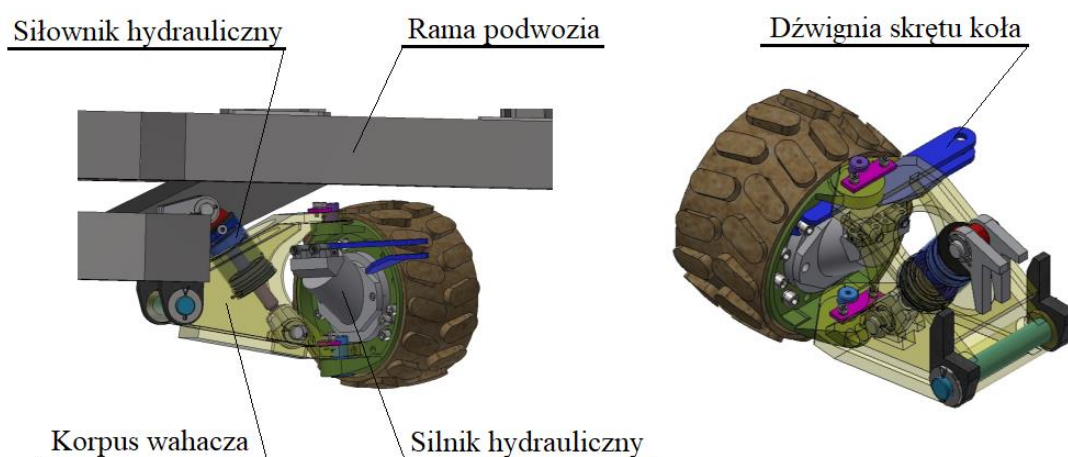 Siłownik hydrauliczny
Rama podwozia
Dźwignia skrętu koła
Korpus wahacza
Silnik hydrauliczny